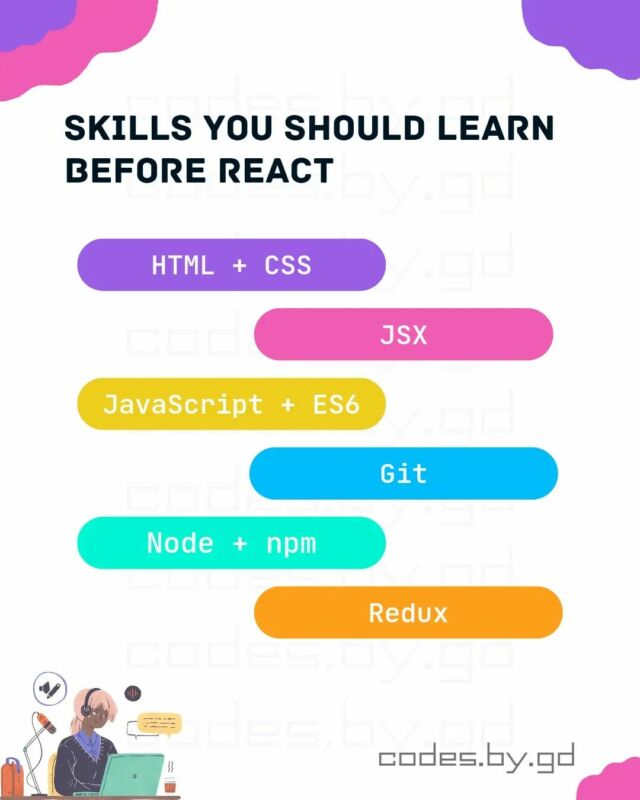 SKILLS YOU SHOULD LEARN
BEFORE REACT
HTML + CSS
JSX
JavaScript + ES6
Git
Node + npm
Redux
codes.by.gd